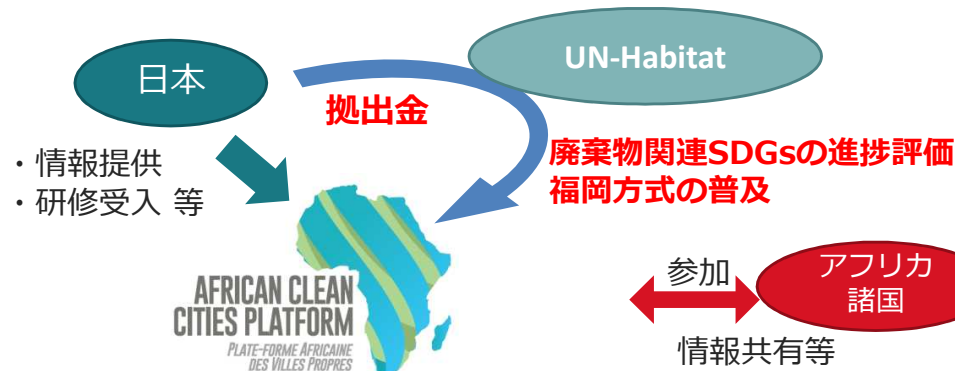 日本
UN-Habitat
拠出金
・情報提供
・研修受入 等
廃棄物関連SDGsの進捗評価
福岡方式の普及
AFRICAN CLEAN
CITIES PLATFORM
PLATE-FORME AFRICAINE
DES VILLES PROPRES
参加
アフリカ
諸国
情報共有等